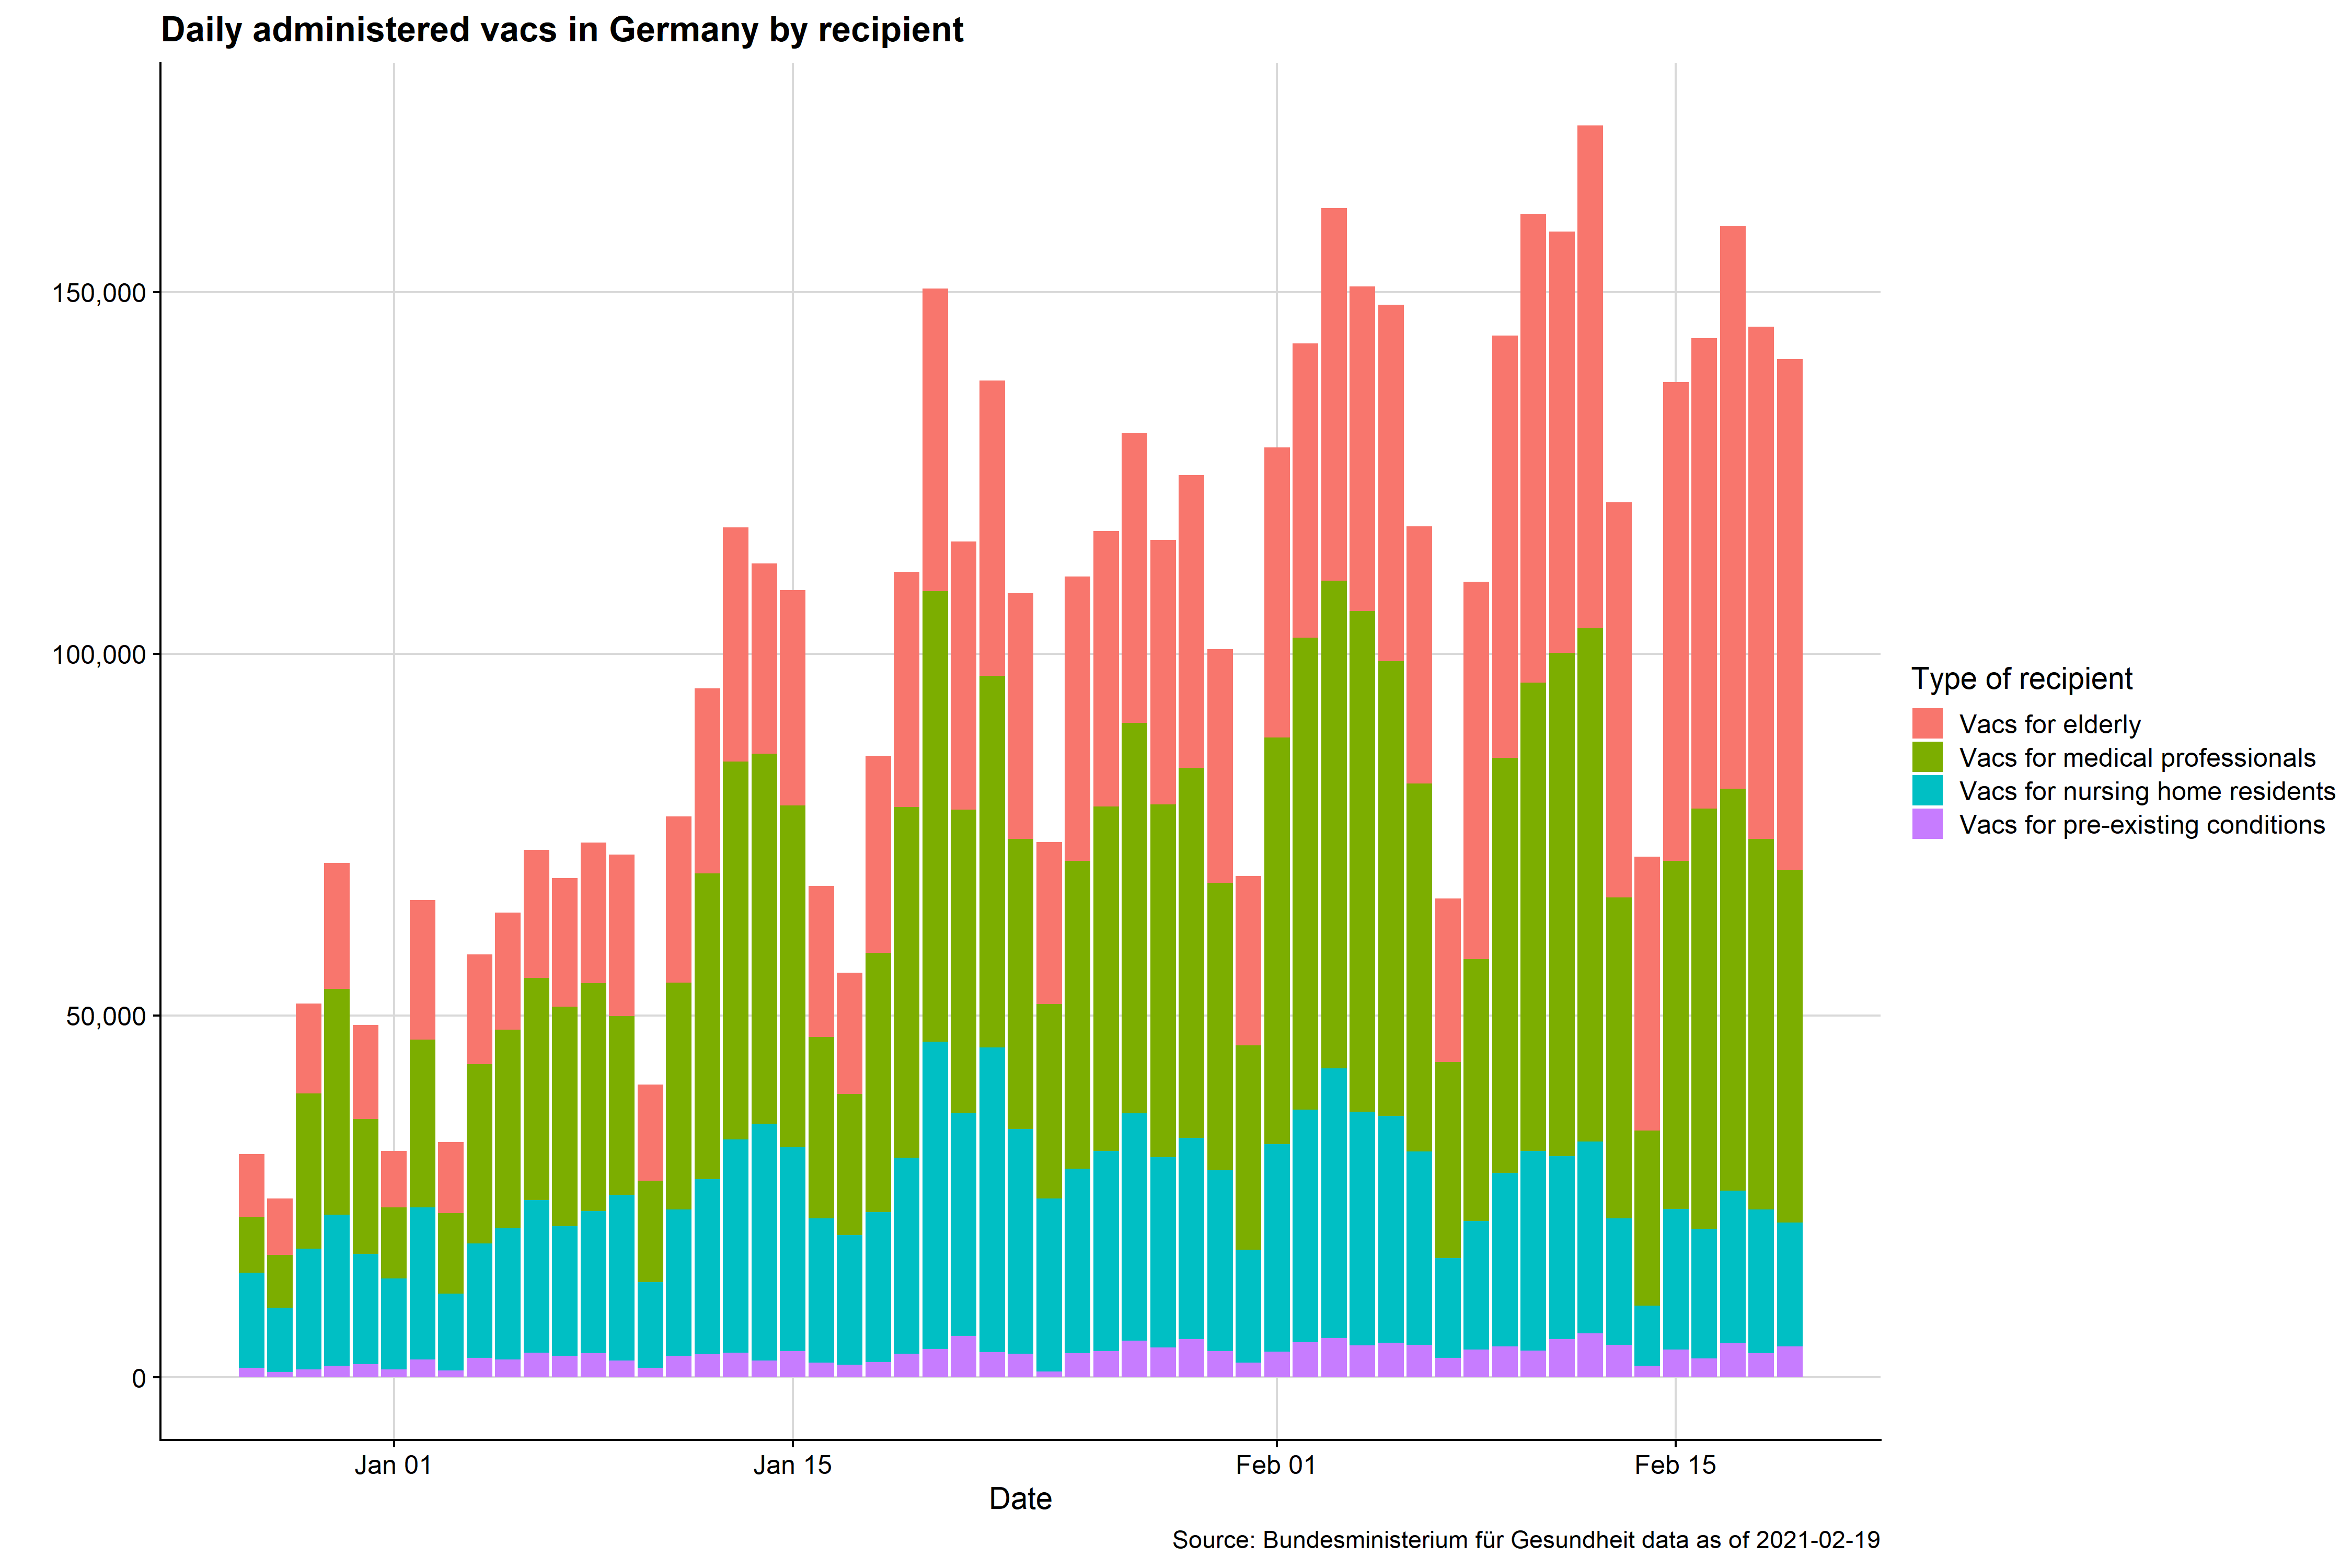 Daily administered vacs in Germany by recipient
150,000
100,000
50,000
0
Jan 01
Jan 15
Feb 01
Feb 15
Date
Type of recipient
Vacs for elderly
Vacs for medical professionals
Vacs for nursing home residents
Vacs for pre-existing conditions
Source: Bundesministerium für Gesundheit data as of 2021-02-19